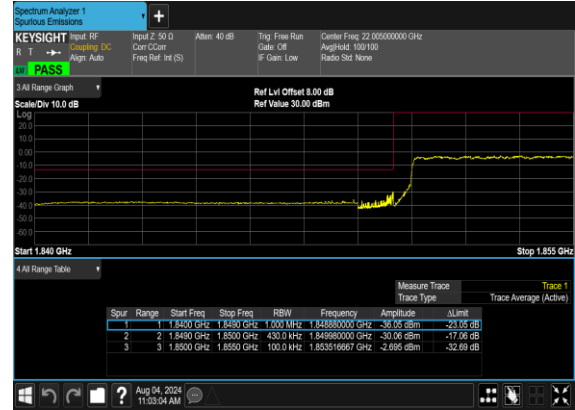 Spectrum Analyzer 1
Spurious Emissions
KEYSIGHT Input: RF Input Z: 50 Ω Atten: 40 dB Trig: Free Run Center Freq: 22.005000000 GHz
R T Coupling: DC Corr CCorr Gate: Off Avg|Hold: 100/100
Align: Auto Freq Ref: Int (S) IF Gain: Low Radio Std: None
LW PASS
3 All Range Graph
Ref Lvl Offset 8.00 dB
Scale/Div 10.0 dB Ref Value 30.00 dBm
Log
20.0
10.0
0.00
-10.0
-20.0
-30.0
-40.0
-50.0
-60.0
Start 1.840 GHz Stop 1.855 GHz
4 All Range Table
Measure Trace Trace 1
Trace Type Trace Average (Active)
Spur Range Start Freq Stop Freq RBW Frequency Amplitude ΔLimit
1 1 1.8400 GHz 1.8490 GHz 1.000 MHz 1.848880000 GHz -36.05 dBm -23.05 dB
2 2 1.8490 GHz 1.8500 GHz 430.0 kHz 1.849980000 GHz -30.06 dBm -17.06 dB
3 3 1.8500 GHz 1.8550 GHz 100.0 kHz 1.853516667 GHz -2.695 dBm -32.69 dB
Aug 04, 2024
11:03:04 AM